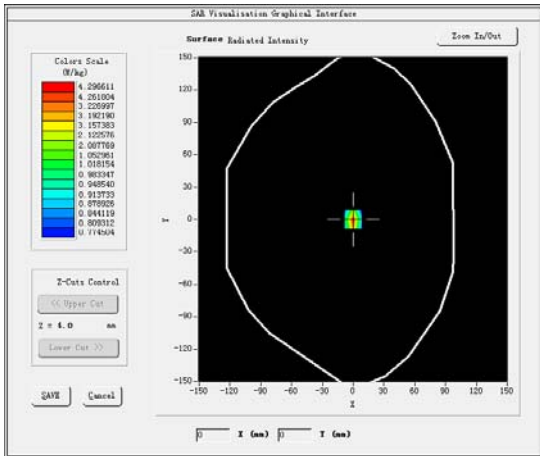 SAR Visualisation Graphical Interface
Surface Radiated Intensity
Zoom In/Out
Colors Scale
(W/kg)
4.296611
4.261804
3.226997
3.192190
3.157383
2.122576
2.087769
1.052961
1.018154
0.983347
0.948540
0.913733
0.878926
0.844119
0.809312
0.774504
150
120
90
60
30
0
-30
-60
-90
-120
-150
Y
-150 -120 -90 -60 -30 0 30 60 90 120 150
X
Z-Cuts Control
<< Upper Cut
Z = 4.0 mm
Lower Cut >>
SAVE Cancel
0 X (mm) 0 Y (mm)